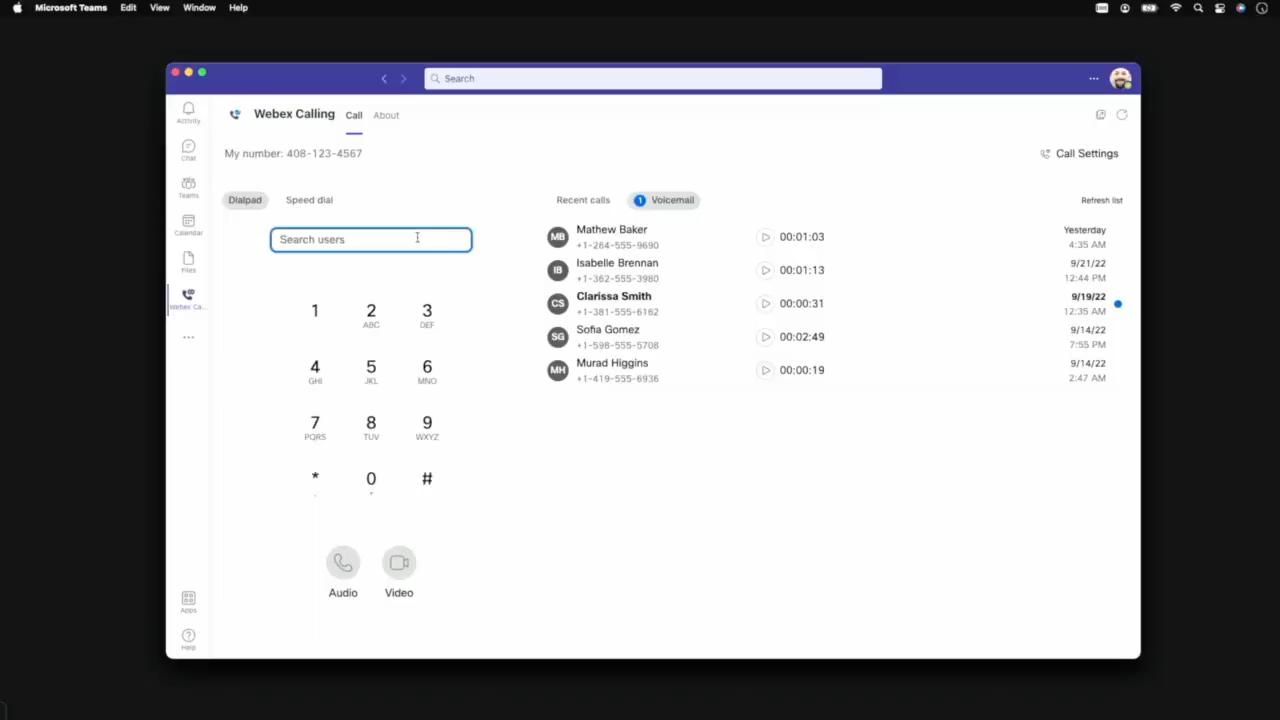 Microsoft Teams Edit View Window Help
Search
Activity
Chat
Teams
Calendar
Files
Webex Ca...
Apps
Help
Webex Calling Call About
My number: 408-123-4567
Call Settings
Dialpad Speed dial
Search users
1 2 3
ABC DEF
4 5 6
GHI JKL MNO
7 8 9
PQRS TUV WXYZ
* 0 #
Audio Video
Recent calls 1 Voicemail Refresh list
MB Mathew Baker 00:01:03 Yesterday
+1-264-555-9690 4:35 AM
IB Isabelle Brennan 00:01:13 9/21/22
+1-362-555-3980 12:44 PM
CS Clarissa Smith 00:00:31 9/19/22
+1-381-555-6162 12:35 AM
SG Sofia Gomez 00:02:49 9/14/22
+1-598-555-5708 7:55 PM
MH Murad Higgins 00:00:19 9/14/22
+1-419-555-6936 2:47 AM